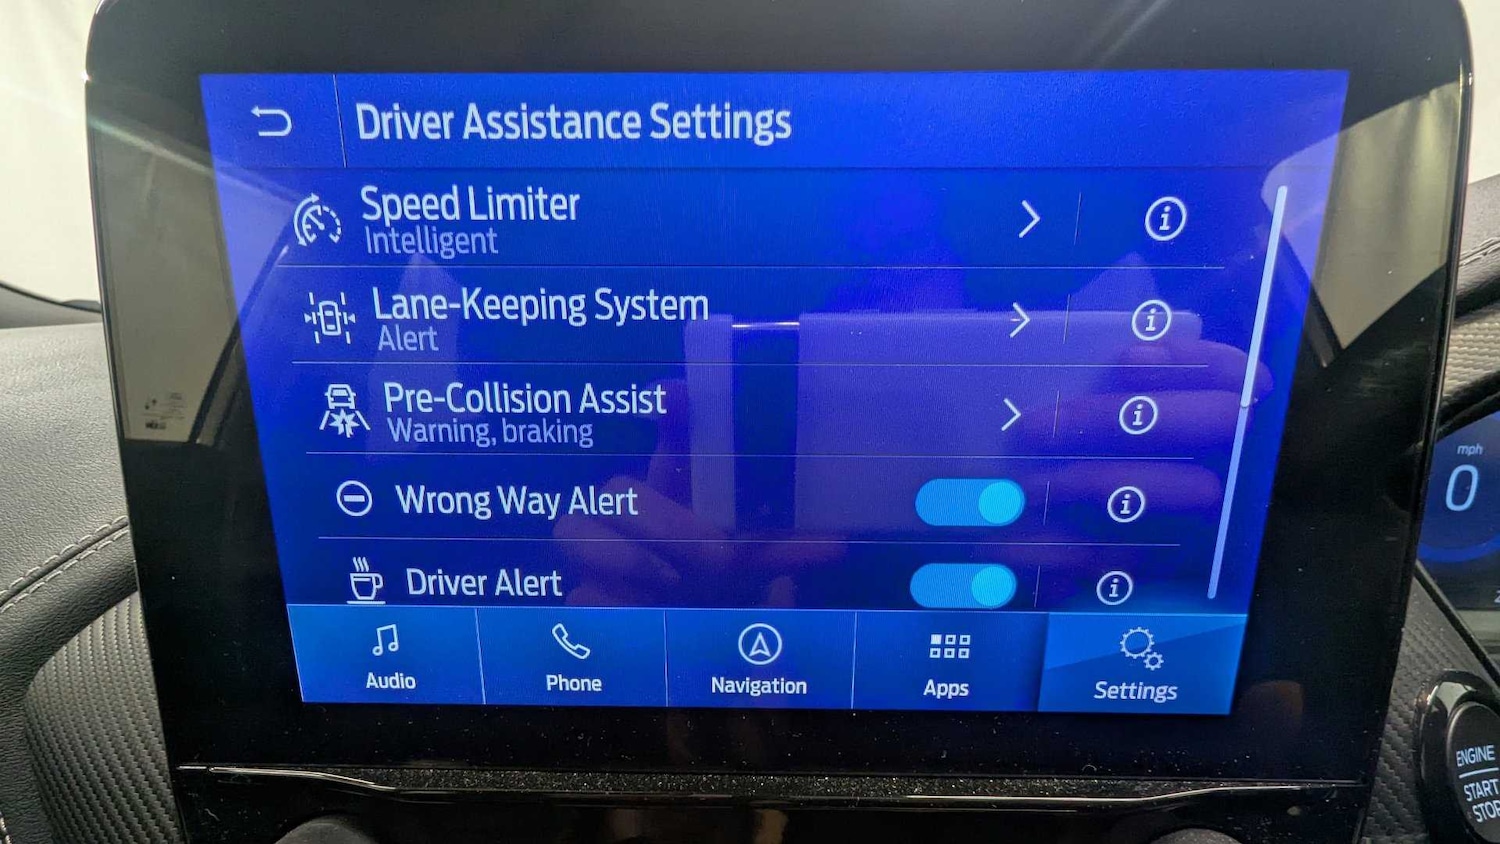 Driver Assistance Settings
Speed Limiter
Intelligent
Lane-Keeping System
Alert
Pre-Collision Assist
Warning, braking
Wrong Way Alert
Driver Alert
Audio
Phone
Navigation
Apps
Settings
mph
0
ENGINE
START
STOP